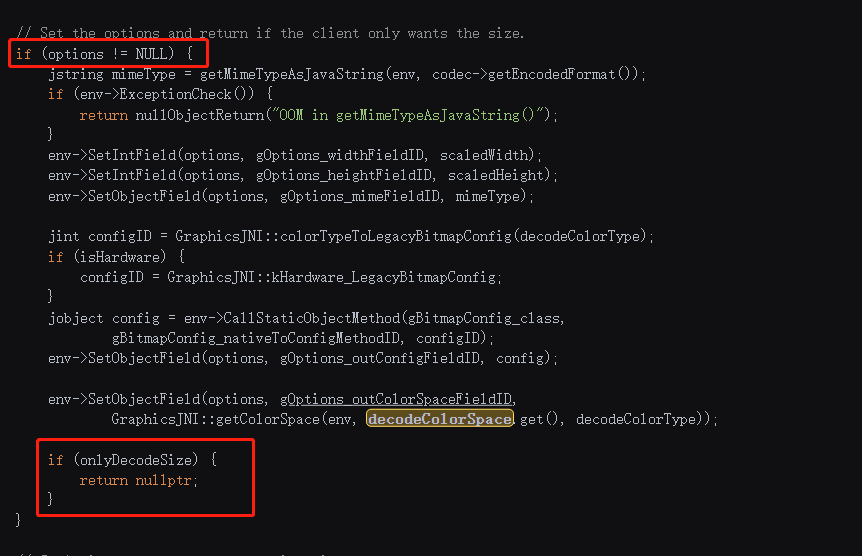 // Set the options and return if the client only wants the size.
if (options != NULL) {
jstring mimeType = getMimeTypeAsJavaString(env, codec->getEncodedFormat());
if (env->ExceptionCheck()) {
return nullObjectReturn("OOM in getMimeTypeAsJavaString()");
}
env->SetIntField(options, gOptions_widthFieldID, scaledWidth);
env->SetIntField(options, gOptions_heightFieldID, scaledHeight);
env->SetObjectField(options, gOptions_mimeFieldID, mimeType);
jint configID = GraphicsJNI::colorTypeToLegacyBitmapConfig(decodeColorType);
if (isHardware) {
configID = GraphicsJNI::kHardware_LegacyBitmapConfig;
}
jobject config = env->CallStaticObjectMethod(gBitmapConfig_class,
gBitmapConfig_nativeToConfigMethodID, configID);
env->SetObjectField(options, gOptions_outConfigFieldID, config);
env->SetObjectField(options, gOptions_outColorSpaceFieldID,
GraphicsJNI::getColorSpace(env, decodeColorSpace.get(), decodeColorType));
if (onlyDecodeSize) {
return nullptr;
}
}